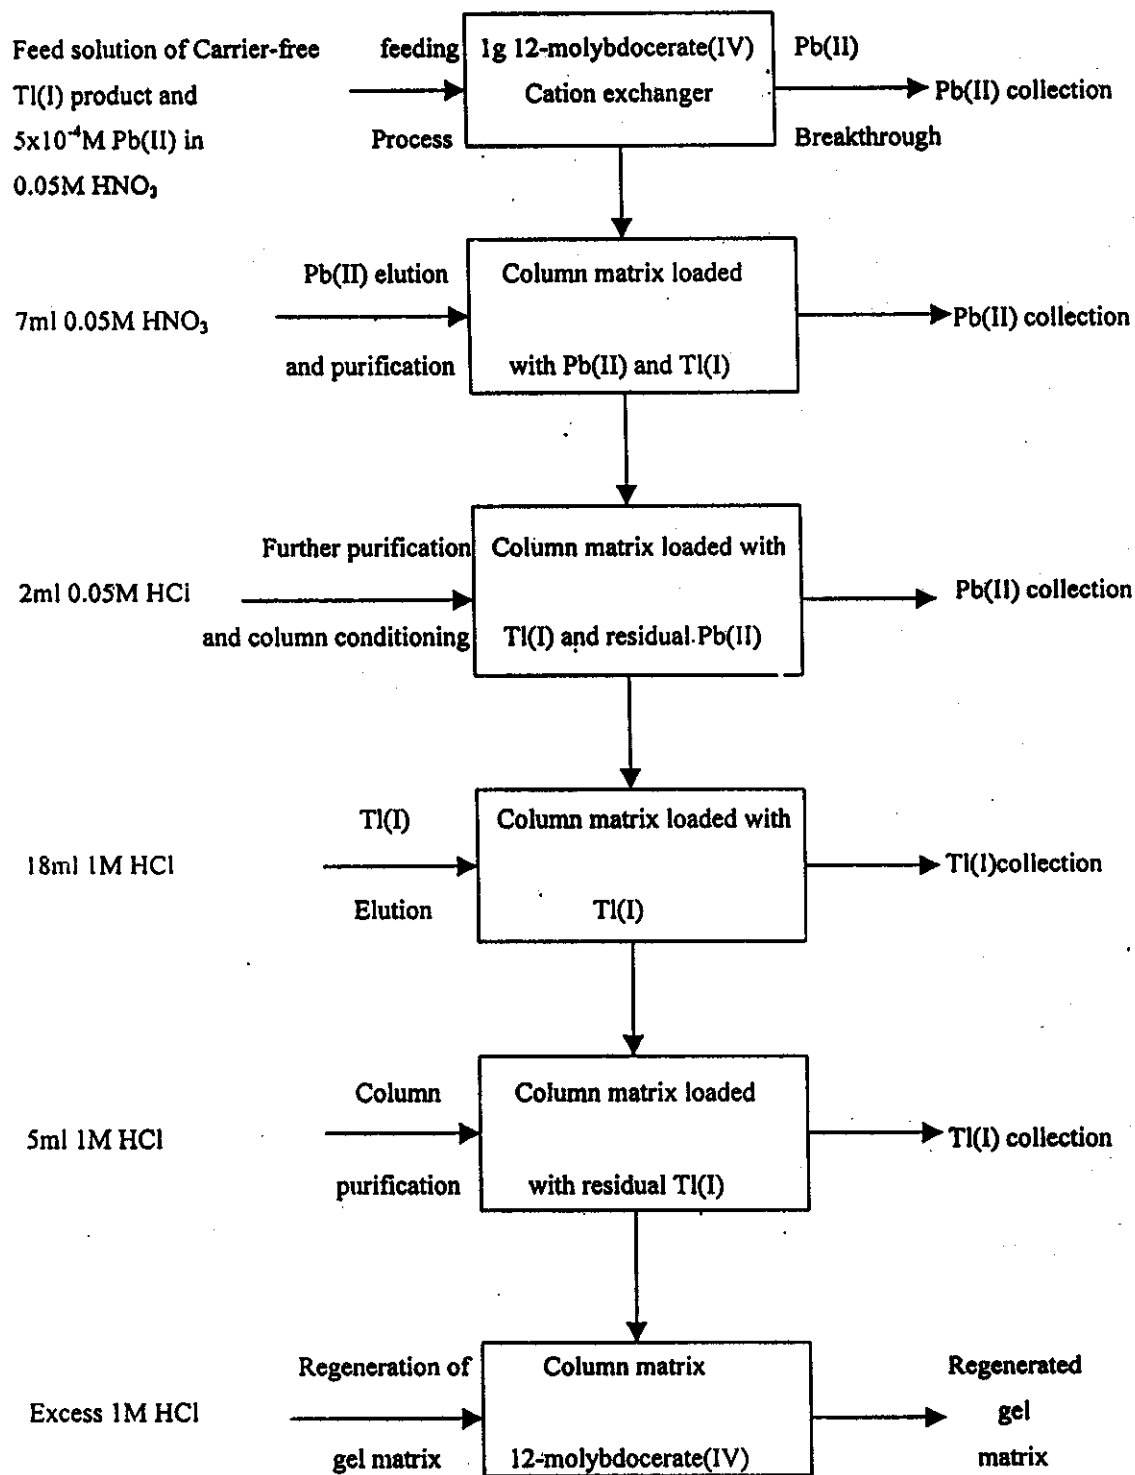 Feed solution of Carrier-free
Tl(I) product and
5x10⁻⁴M Pb(II) in
0.05M HNO₃
feeding
Process
1g 12-molybdocerate(IV)
Cation exchanger
Pb(II)
Breakthrough
Pb(II) collection
7ml 0.05M HNO₃
Pb(II) elution
and purification
Column matrix loaded
with Pb(II) and Tl(I)
Pb(II) collection
2ml 0.05M HCl
Further purification
and column conditioning
Column matrix loaded with
Tl(I) and residual Pb(II)
Pb(II) collection
18ml 1M HCl
Tl(I)
Elution
Column matrix loaded with
Tl(I)
Tl(I)collection
5ml 1M HCl
Column
purification
Column matrix loaded
with residual Tl(I)
Tl(I) collection
Excess 1M HCl
Regeneration of
gel matrix
Column matrix
12-molybdocerate(IV)
Regenerated
gel
matrix